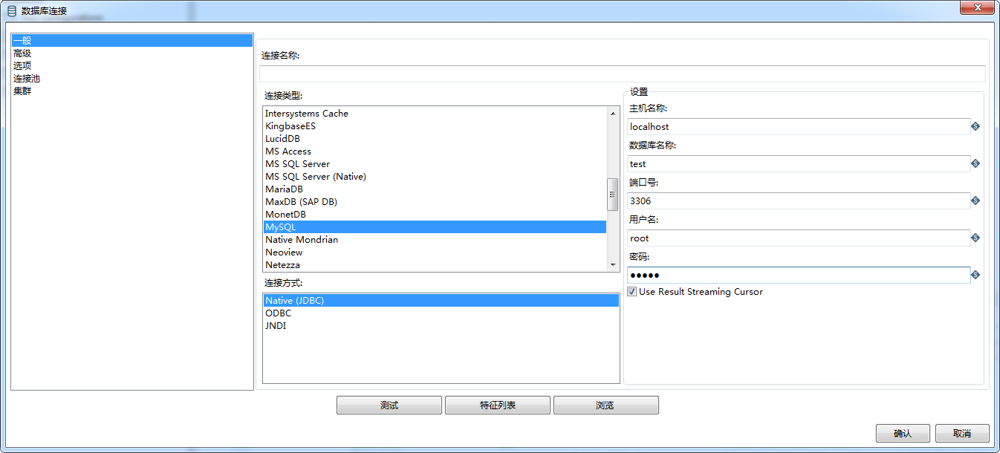 数据库连接
一般
高级
选项
连接池
集群
连接名称:
连接类型:
Intersystems Cache
KingbaseES
LucidDB
MS Access
MS SQL Server
MS SQL Server (Native)
MariaDB
MaxDB (SAP DB)
MonetDB
MySQL
Native Mondrian
Neoview
Netezza
连接方式:
Native (JDBC)
ODBC
JNDI
设置
主机名称:
localhost
数据库名称:
test
端口号:
3306
用户名:
root
密码:
●●●●●
Use Result Streaming Cursor
测试
特征列表
浏览
确认
取消